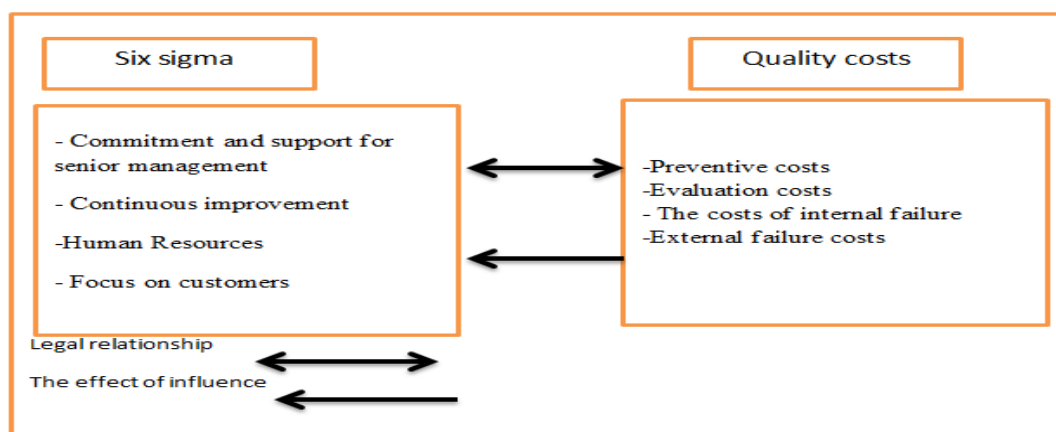 Six sigma
Quality costs
- Commitment and support for
senior management
- Continuous improvement
-Human Resources
- Focus on customers
-Preventive costs
-Evaluation costs
- The costs of internal failure
-External failure costs
Legal relationship
The effect of influence